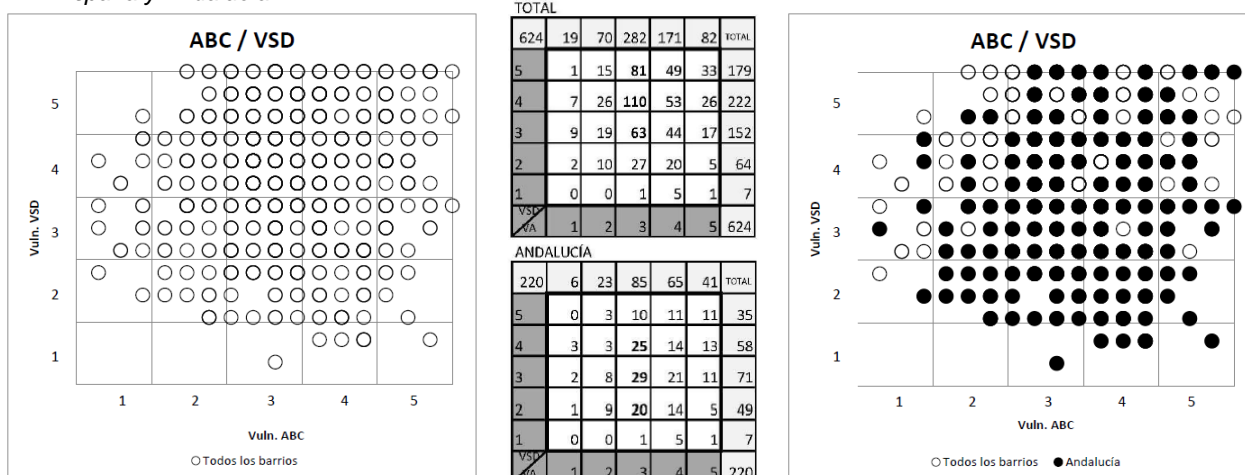 ABC / VSD
5
4
3
2
1
Vuln. VSD
1 2 3 4 5
Vuln. ABC
Todos los barrios
TOTAL
624 19 70 282 171 82 TOTAL
5 1 15 81 49 33 179
4 7 26 110 53 26 222
3 9 19 63 44 17 152
2 2 10 27 20 5 64
1 0 0 1 5 1 7
VSD VA 1 2 3 4 5 624
ANDALUCÍA
220 6 23 85 65 41 TOTAL
5 0 3 10 11 11 35
4 3 3 25 14 13 58
3 2 8 29 21 11 71
2 1 9 20 14 5 49
1 0 0 1 5 1 7
VSD VA 1 2 3 4 5 220
ABC / VSD
5
4
3
2
1
Vuln. VSD
1 2 3 4 5
Vuln. ABC
Todos los barrios Andalucía